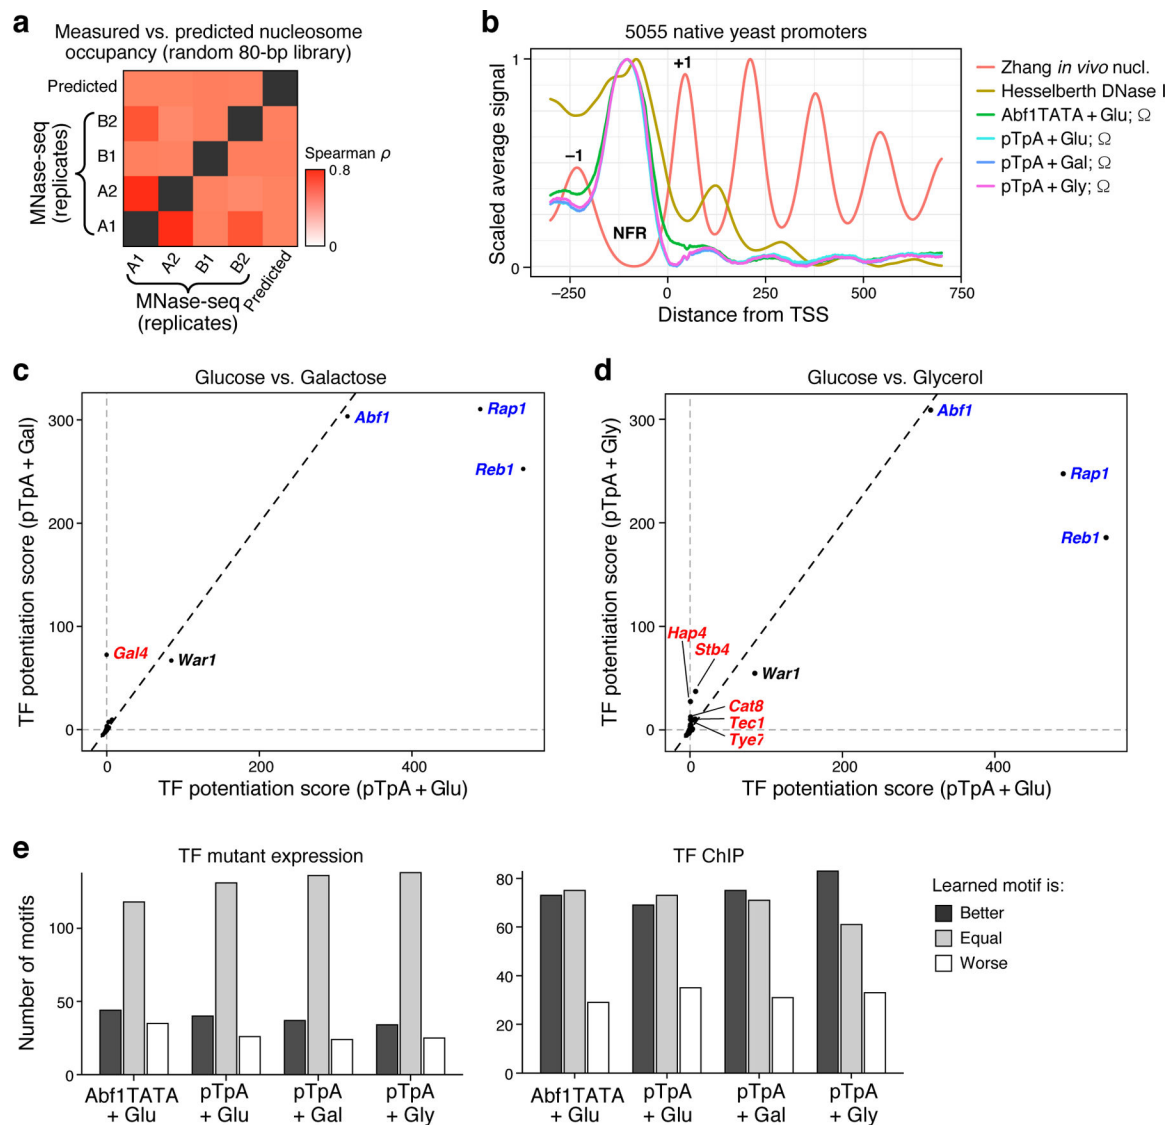 a
Measured vs. predicted nucleosome
occupancy (random 80-bp library)
Predicted
B2
B1
A2
A1
MNase-seq
(replicates)
A1
A2
B1
B2
Predicted
MNase-seq
(replicates)
Spearman ρ
0.8
0
b
5055 native yeast promoters
Scaled average signal
1
0
+1
−1
NFR
−250
0
250
500
750
Distance from TSS
Zhang in vivo nucl.
Hesselberth DNase I
Abf1TATA + Glu; Ω
pTpA + Glu; Ω
pTpA + Gal; Ω
pTpA + Gly; Ω
c
Glucose vs. Galactose
TF potentiation score (pTpA + Gal)
300
200
100
0
Abf1
Rap1
Reb1
Gal4
War1
0
200
400
TF potentiation score (pTpA + Glu)
d
Glucose vs. Glycerol
TF potentiation score (pTpA + Gly)
300
200
100
0
Abf1
Rap1
Reb1
Hap4
Stb4
War1
Cat8
Tec1
Tye7
0
200
400
TF potentiation score (pTpA + Glu)
e
TF mutant expression
Number of motifs
100
50
0
Abf1TATA
+ Glu
pTpA
+ Glu
pTpA
+ Gal
pTpA
+ Gly
TF ChIP
80
60
40
20
0
Abf1TATA
+ Glu
pTpA
+ Glu
pTpA
+ Gal
pTpA
+ Gly
Learned motif is:
Better
Equal
Worse